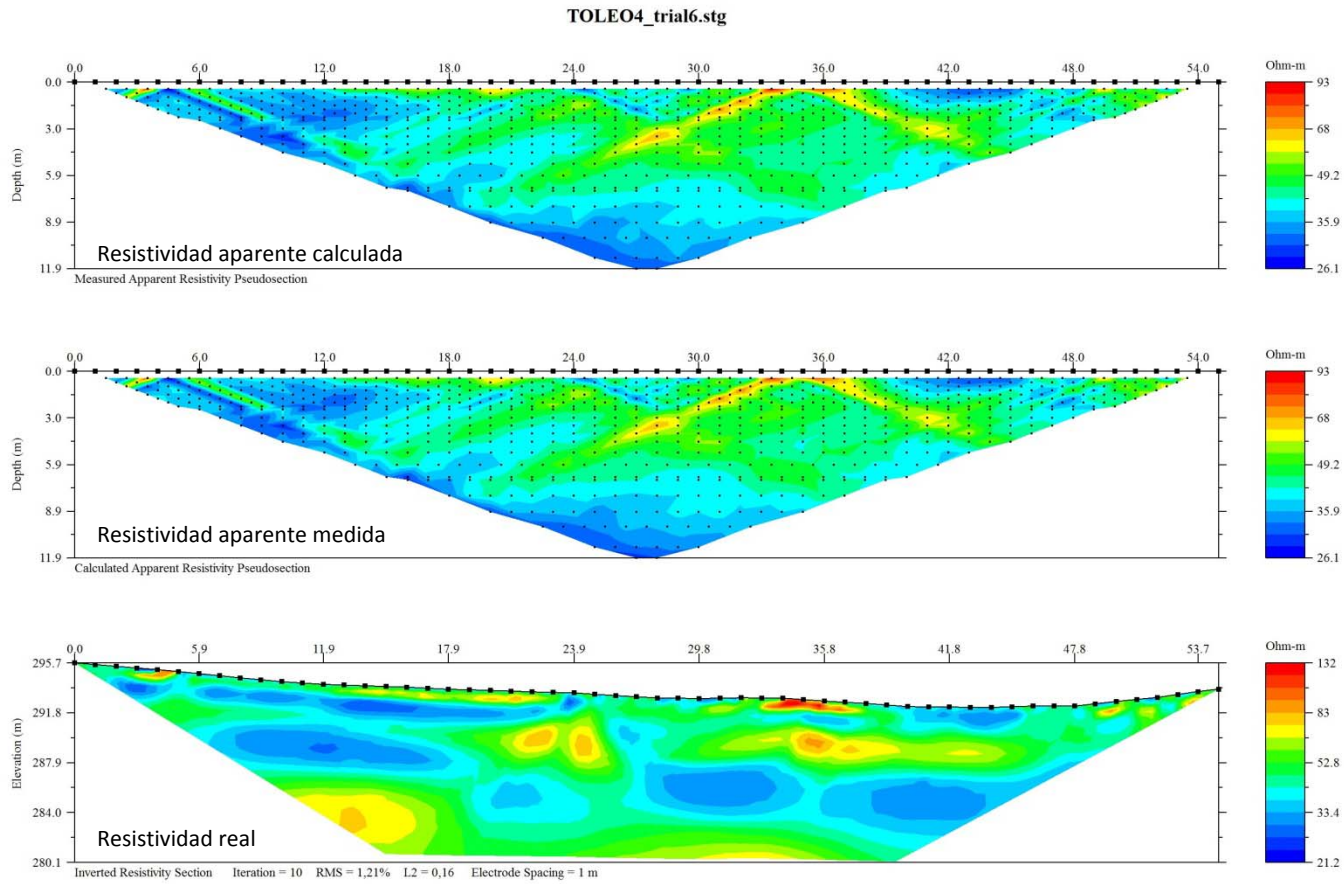 TOLEO4_trial6.stg
0.0 6.0 12.0 18.0 24.0 30.0 36.0 42.0 48.0 54.0 Ohm-m
0.0 93
3.0 68
5.9 49.2
8.9 35.9
11.9 26.1
Depth (m)
Resistividad aparente calculada
Measured Apparent Resistivity Pseudosection
0.0 6.0 12.0 18.0 24.0 30.0 36.0 42.0 48.0 54.0 Ohm-m
0.0 93
3.0 68
5.9 49.2
8.9 35.9
11.9 26.1
Depth (m)
Resistividad aparente medida
Calculated Apparent Resistivity Pseudosection
0.0 5.9 11.9 17.9 23.9 29.8 35.8 41.8 47.8 53.7 Ohm-m
295.7 132
291.8 83
287.9 52.8
284.0 33.4
280.1 21.2
Elevation (m)
Resistividad real
Inverted Resistivity Section Iteration = 10 RMS = 1,21% L2 = 0,16 Electrode Spacing = 1 m